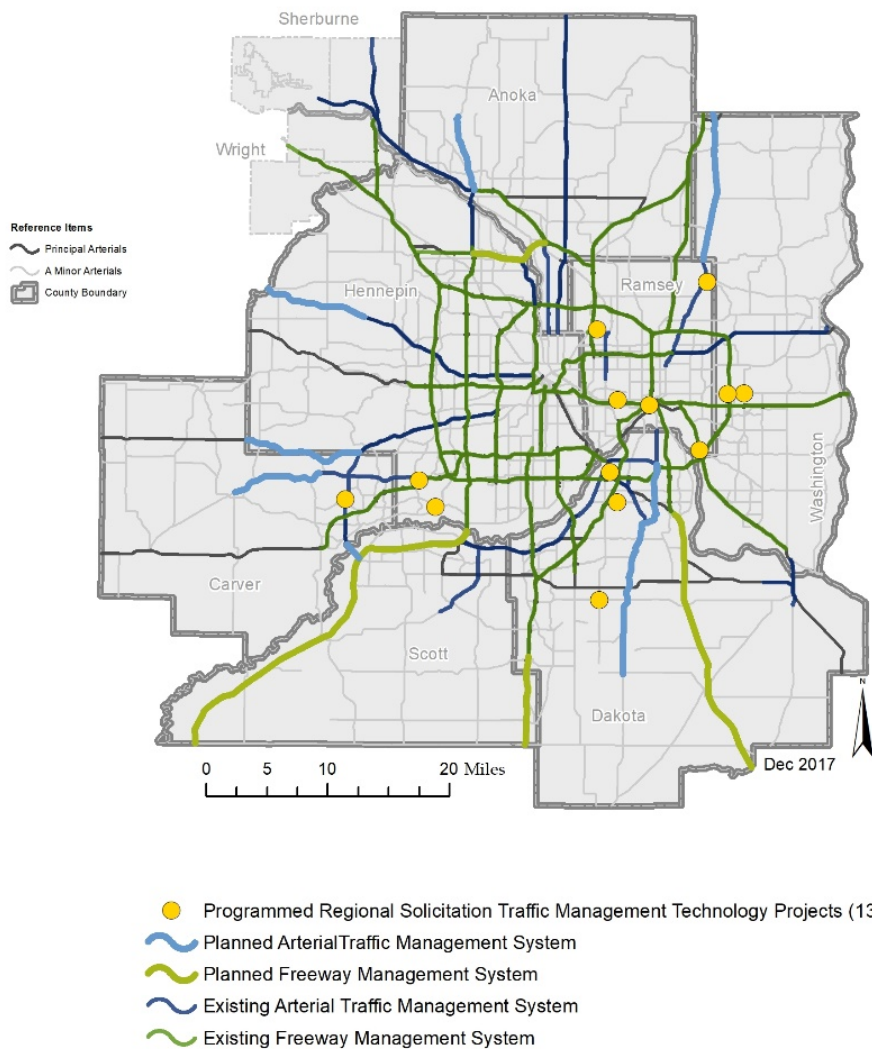 Sherburne
Anoka
Wright
Reference Items
Principal Arterials
A Minor Arterials
County Boundary
Hennepin
Ramsey
Washington
Carver
Scott
Dakota
N
Dec 2017
0 5 10 20 Miles
Programmed Regional Solicitation Traffic Management Technology Projects (13
Planned ArterialTraffic Management System
Planned Freeway Management System
Existing Arterial Traffic Management System
Existing Freeway Management System